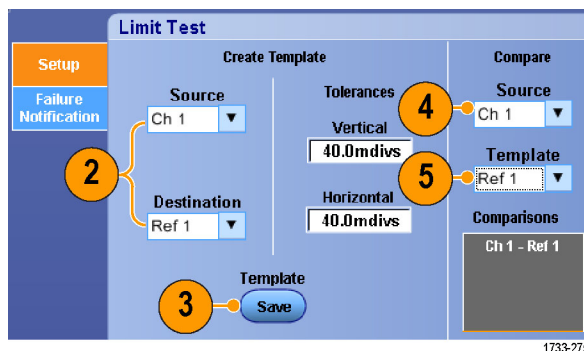 Limit Test
Setup
Failure
Notification
Create Template
Source
Ch 1
2
Destination
Ref 1
Tolerances
Vertical
40.0mdivs
Horizontal
40.0mdivs
Template
3
Save
Compare
4
Source
Ch 1
5
Template
Ref 1
Comparisons
Ch 1 - Ref 1